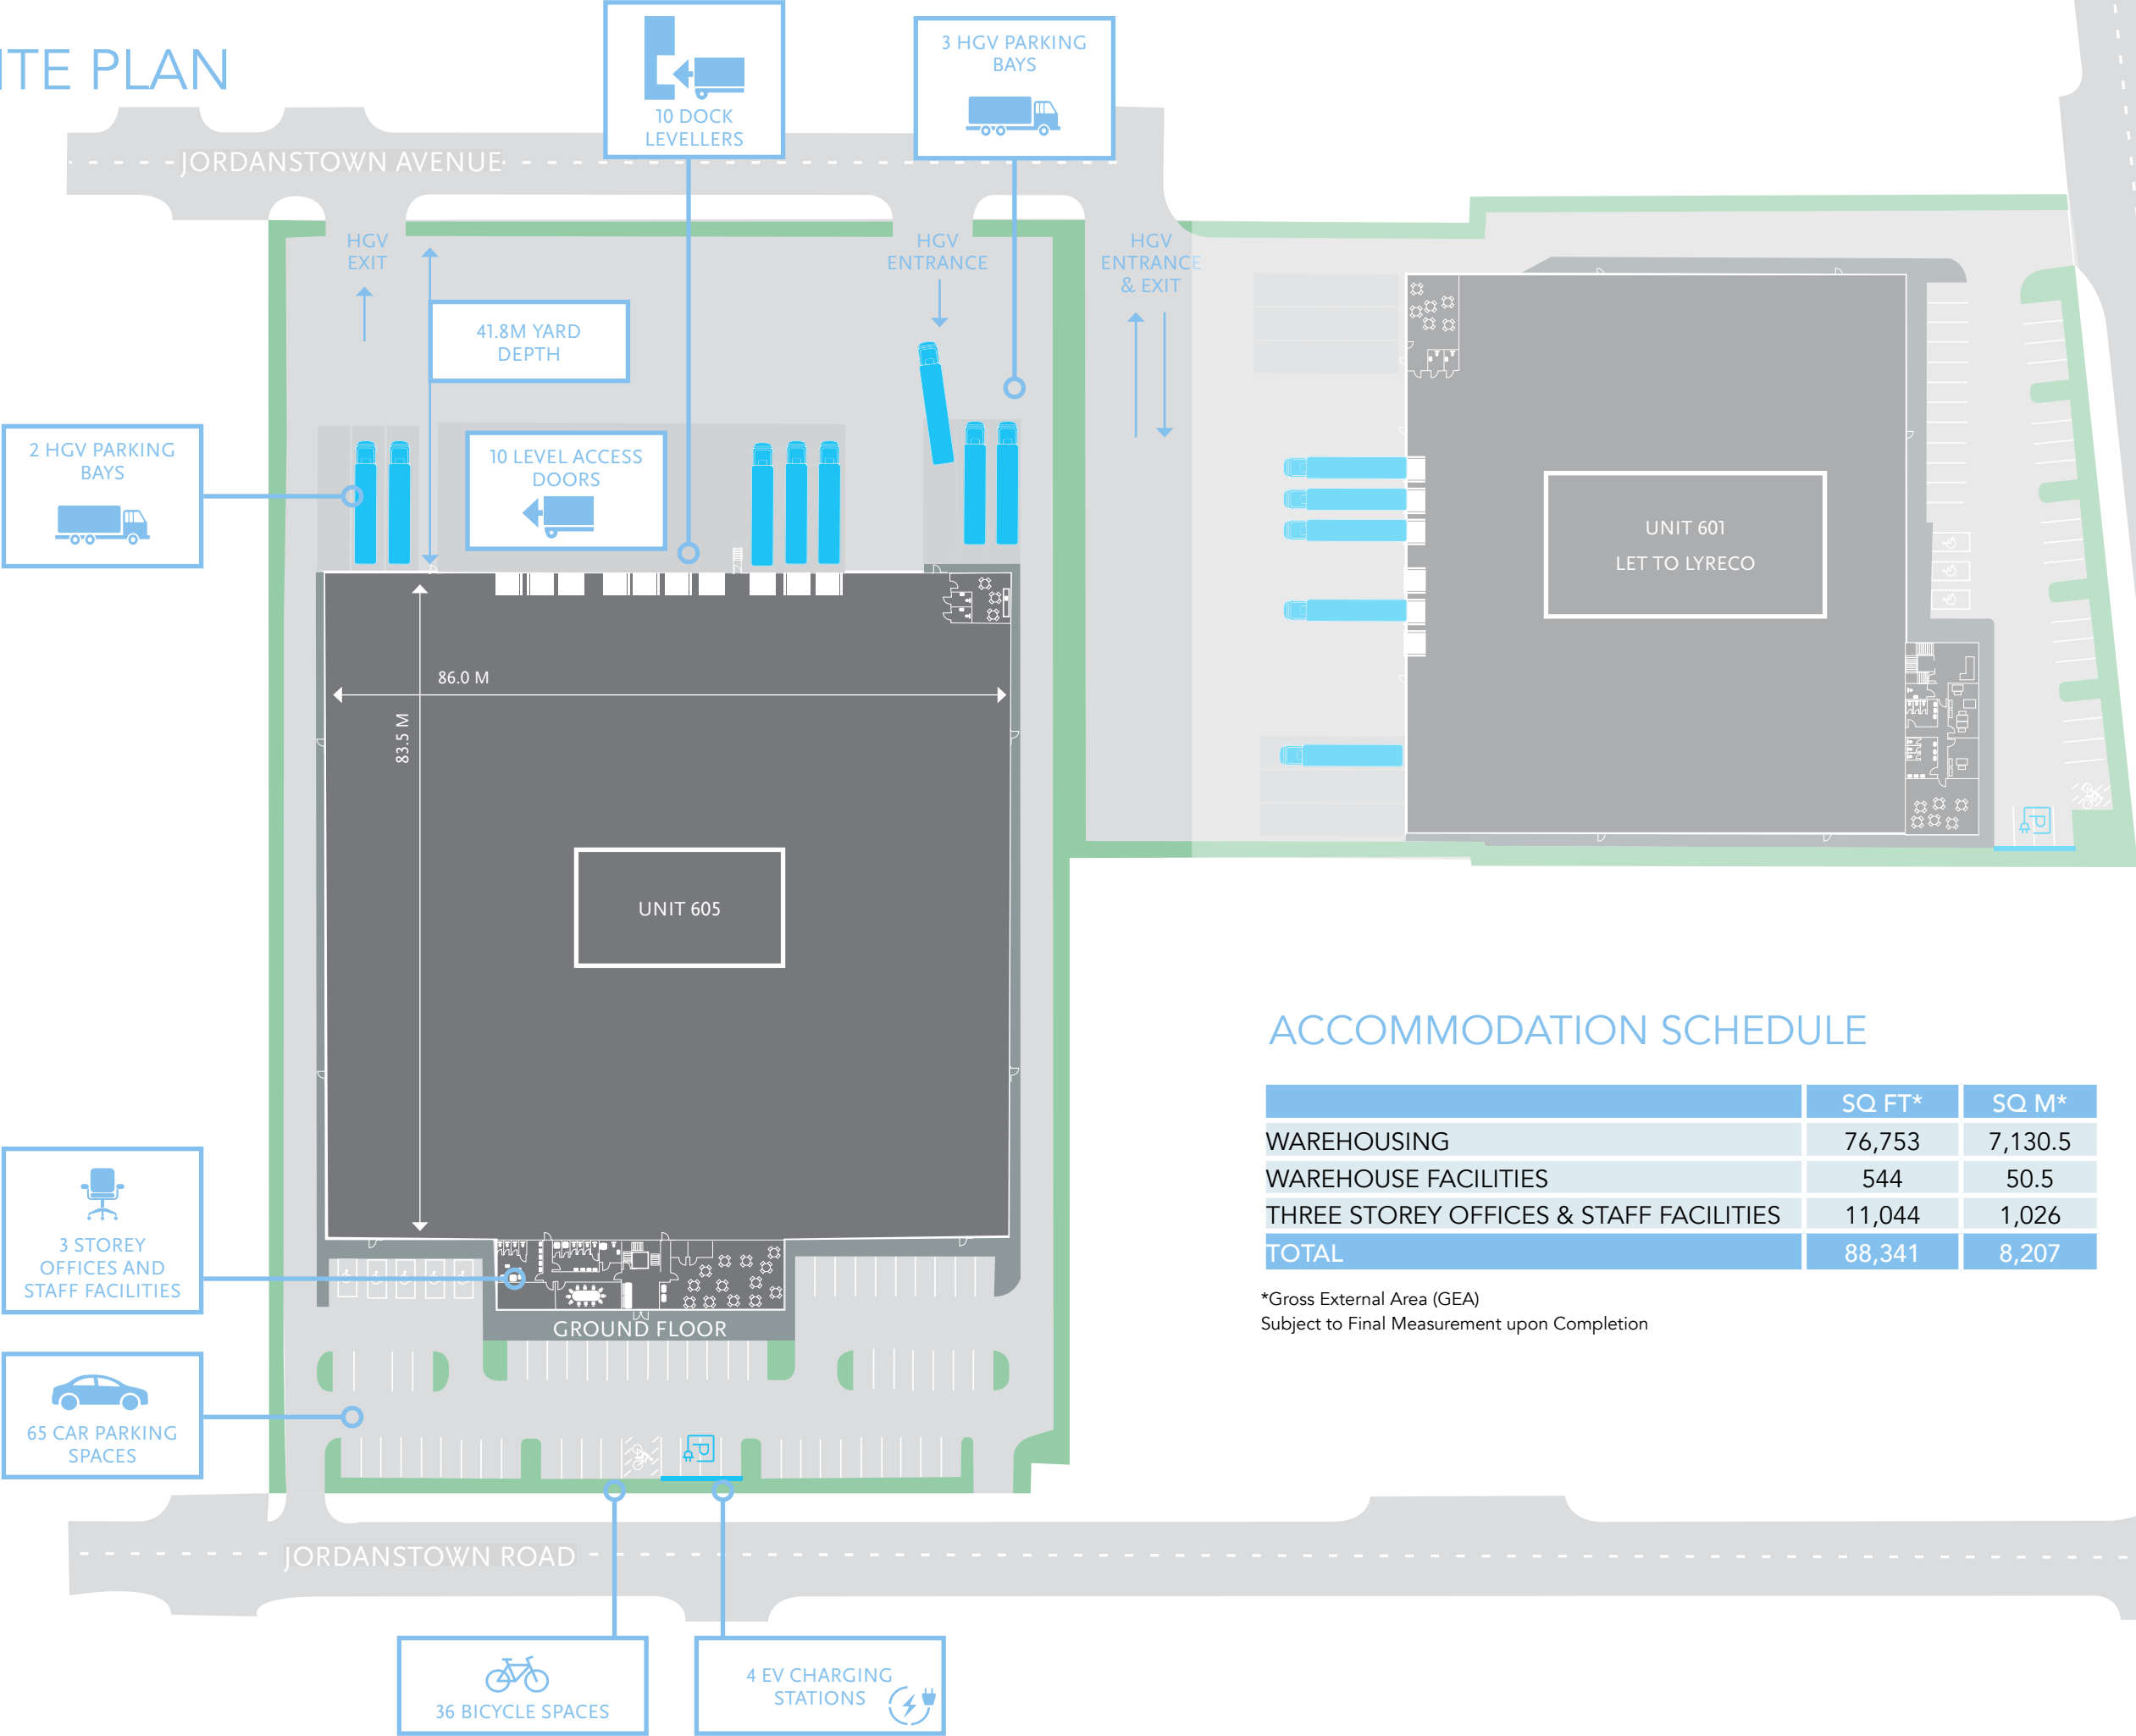 ITE PLAN
10 DOCK
LEVELLERS
3 HGV PARKING
BAYS
JORDANSTOWN AVENUE
HGV
EXIT
HGV
ENTRANCE
HGV
ENTRANCE
& EXIT
41.8M YARD
DEPTH
2 HGV PARKING
BAYS
10 LEVEL ACCESS
DOORS
UNIT 601
LET TO LYRECO
86.0 M
83.5 M
UNIT 605
ACCOMMODATION SCHEDULE
SQ FT* SQ M*
WAREHOUSING 76,753 7,130.5
WAREHOUSE FACILITIES 544 50.5
THREE STOREY OFFICES & STAFF FACILITIES 11,044 1,026
TOTAL 88,341 8,207
*Gross External Area (GEA)
Subject to Final Measurement upon Completion
3 STOREY
OFFICES AND
STAFF FACILITIES
GROUND FLOOR
65 CAR PARKING
SPACES
P
P
JORDANSTOWN ROAD
36 BICYCLE SPACES
4 EV CHARGING
STATIONS